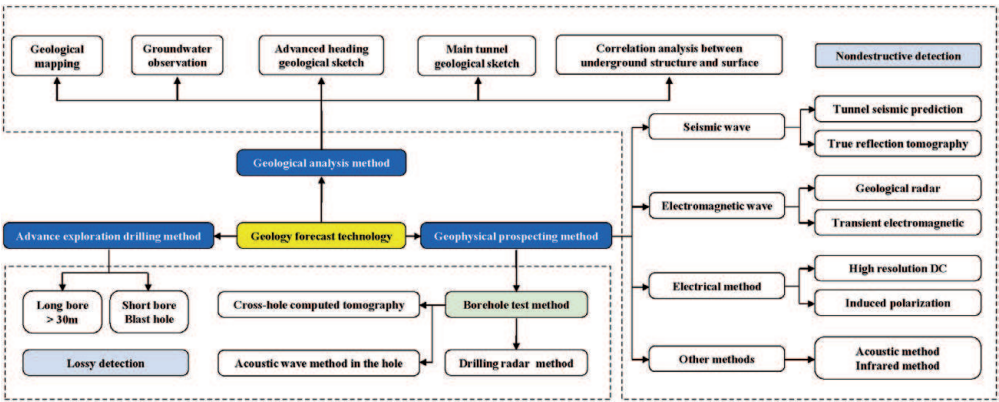 Geological
mapping
Groundwater
observation
Advanced heading
geological sketch
Main tunnel
geological sketch
Correlation analysis between
underground structure and surface
Nondestructive detection
Seismic wave
Tunnel seismic prediction
True reflection tomography
Geological analysis method
Electromagnetic wave
Geological radar
Transient electromagnetic
Advance exploration drilling method
Geology forecast technology
Geophysical prospecting method
Electrical method
High resolution DC
Induced polarization
Long bore
> 30m
Short bore
Blast hole
Cross-hole computed tomography
Borehole test method
Lossy detection
Acoustic wave method in the hole
Drilling radar method
Other methods
Acoustic method
Infrared method